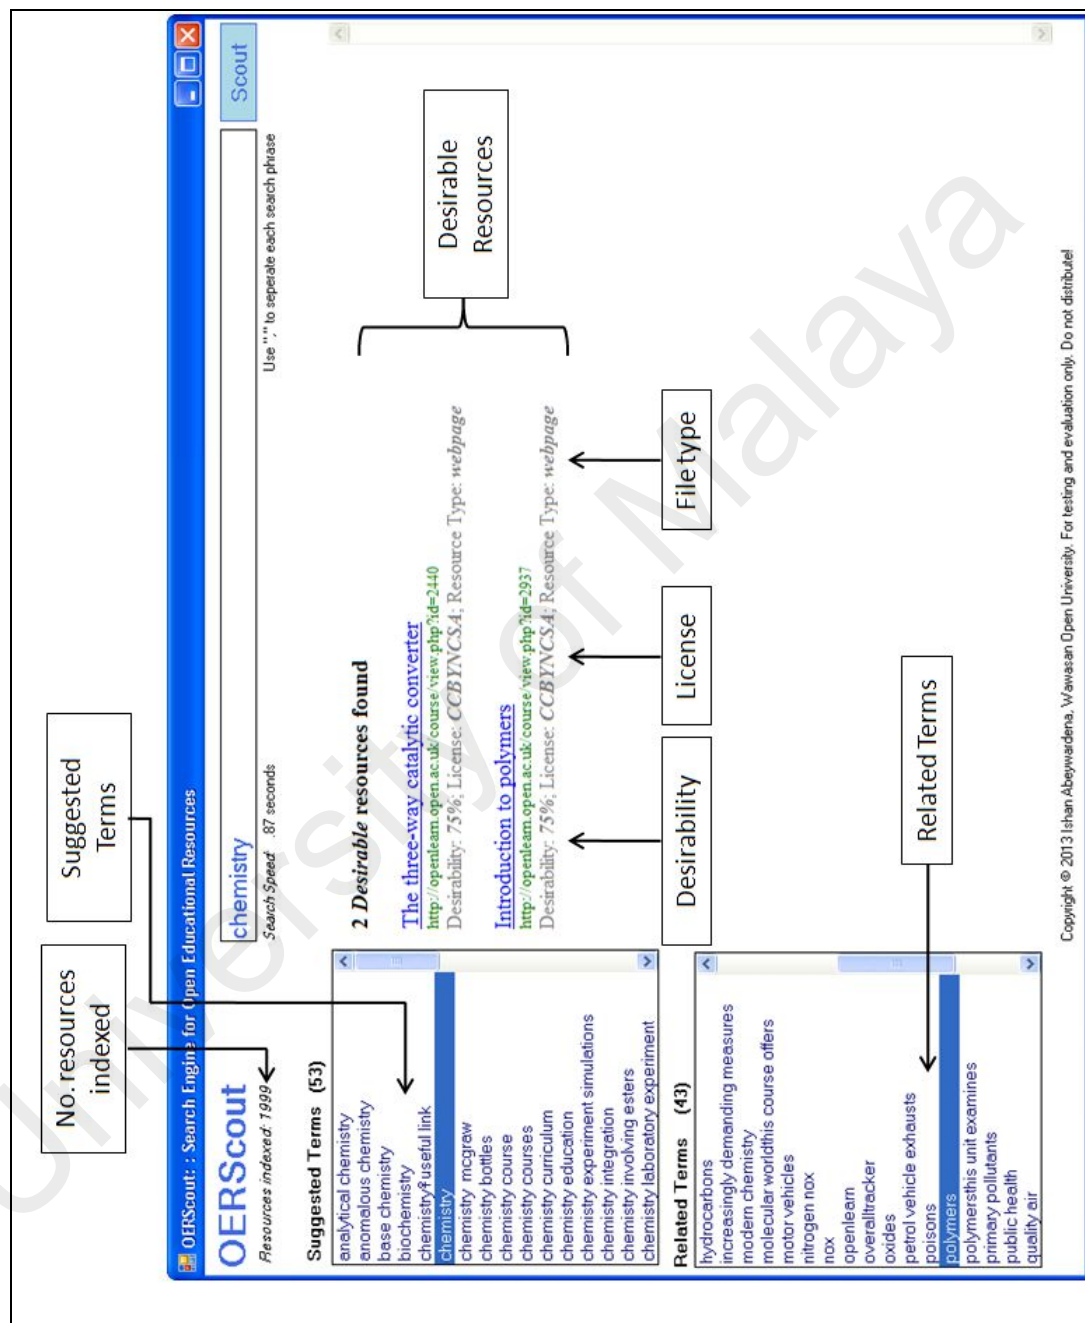 No. resources
indexed
Suggested
Terms
OERScout: : Search Engine for Open Educational Resources
OERScout
Resources indexed: 1999
chemistry
Scout
Search Speed: .87 seconds
Use "," to seperate each search phrase
Suggested Terms (53)
analytical chemistry
anomalous chemistry
base chemistry
biochemistry
chemistry♀useful link
chemistry
chemistry mcgraw
chemistry bottles
chemistry course
chemistry courses
chemistry curriculum
chemistry education
chemistry experiment simulations
chemistry integration
chemistry involving esters
chemistry laboratory experiment
2 Desirable resources found
The three-way catalytic converter
http://openlearn.open.ac.uk/course/view.php?id=2440
Desirability: 75%; License: CCBYNCSA; Resource Type: webpage
Introduction to polymers
http://openlearn.open.ac.uk/course/view.php?id=2937
Desirability: 75%; License: CCBYNCSA; Resource Type: webpage
Desirable
Resources
Desirability
License
File type
Related Terms (43)
hydrocarbons
increasingly demanding measures
modern chemistry
molecular worldthis course offers
motor vehicles
nitrogen nox
nox
openlearn
overalltracker
oxides
petrol vehicle exhausts
poisons
polymers
polymersthis unit examines
primary pollutants
public health
quality air
Related Terms
Copyright © 2013 Ishan Abeywardena, Wawasan Open University. For testing and evaluation only. Do not distribute!
University of Malaya